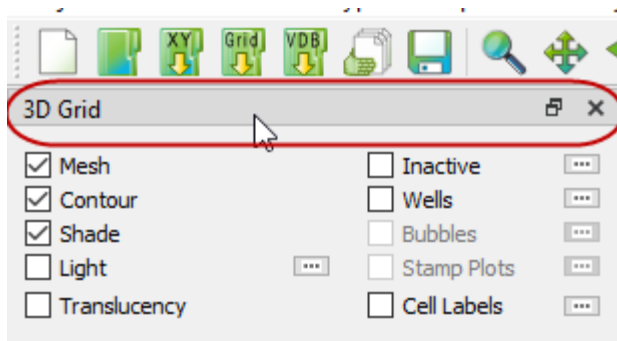 XY Grid VDB
3D Grid
Mesh Inactive
Contour Wells
Shade Bubbles
Light Stamp Plots
Translucency Cell Labels